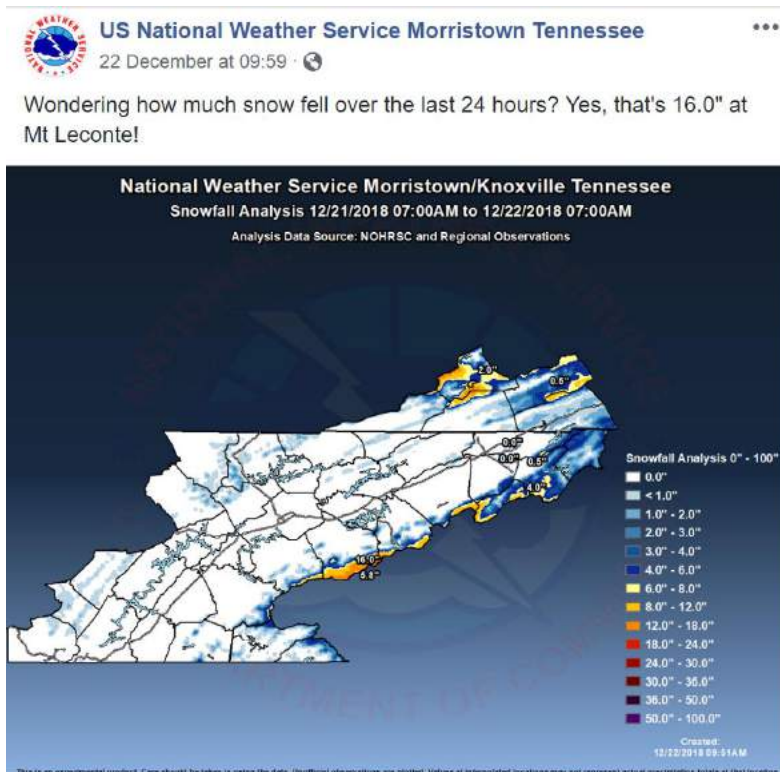 US National Weather Service Morristown Tennessee
22 December at 09:59 ·
Wondering how much snow fell over the last 24 hours? Yes, that's 16.0" at
Mt Leconte!
National Weather Service Morristown/Knoxville Tennessee
Snowfall Analysis 12/21/2018 07:00AM to 12/22/2018 07:00AM
Analysis Data Source: NOHRSC and Regional Observations
2.0"
0.5"
0.0"
0.0"
0.5"
4.0"
16.0"
5.8"
Snowfall Analysis 0" - 100"
0.0"
< 1.0"
1.0" - 2.0"
2.0" - 3.0"
3.0" - 4.0"
4.0" - 6.0"
6.0" - 8.0"
8.0" - 12.0"
12.0" - 18.0"
18.0" - 24.0"
24.0" - 30.0"
30.0" - 36.0"
36.0" - 50.0"
50.0" - 100.0"
Created:
12/22/2018 09:51AM